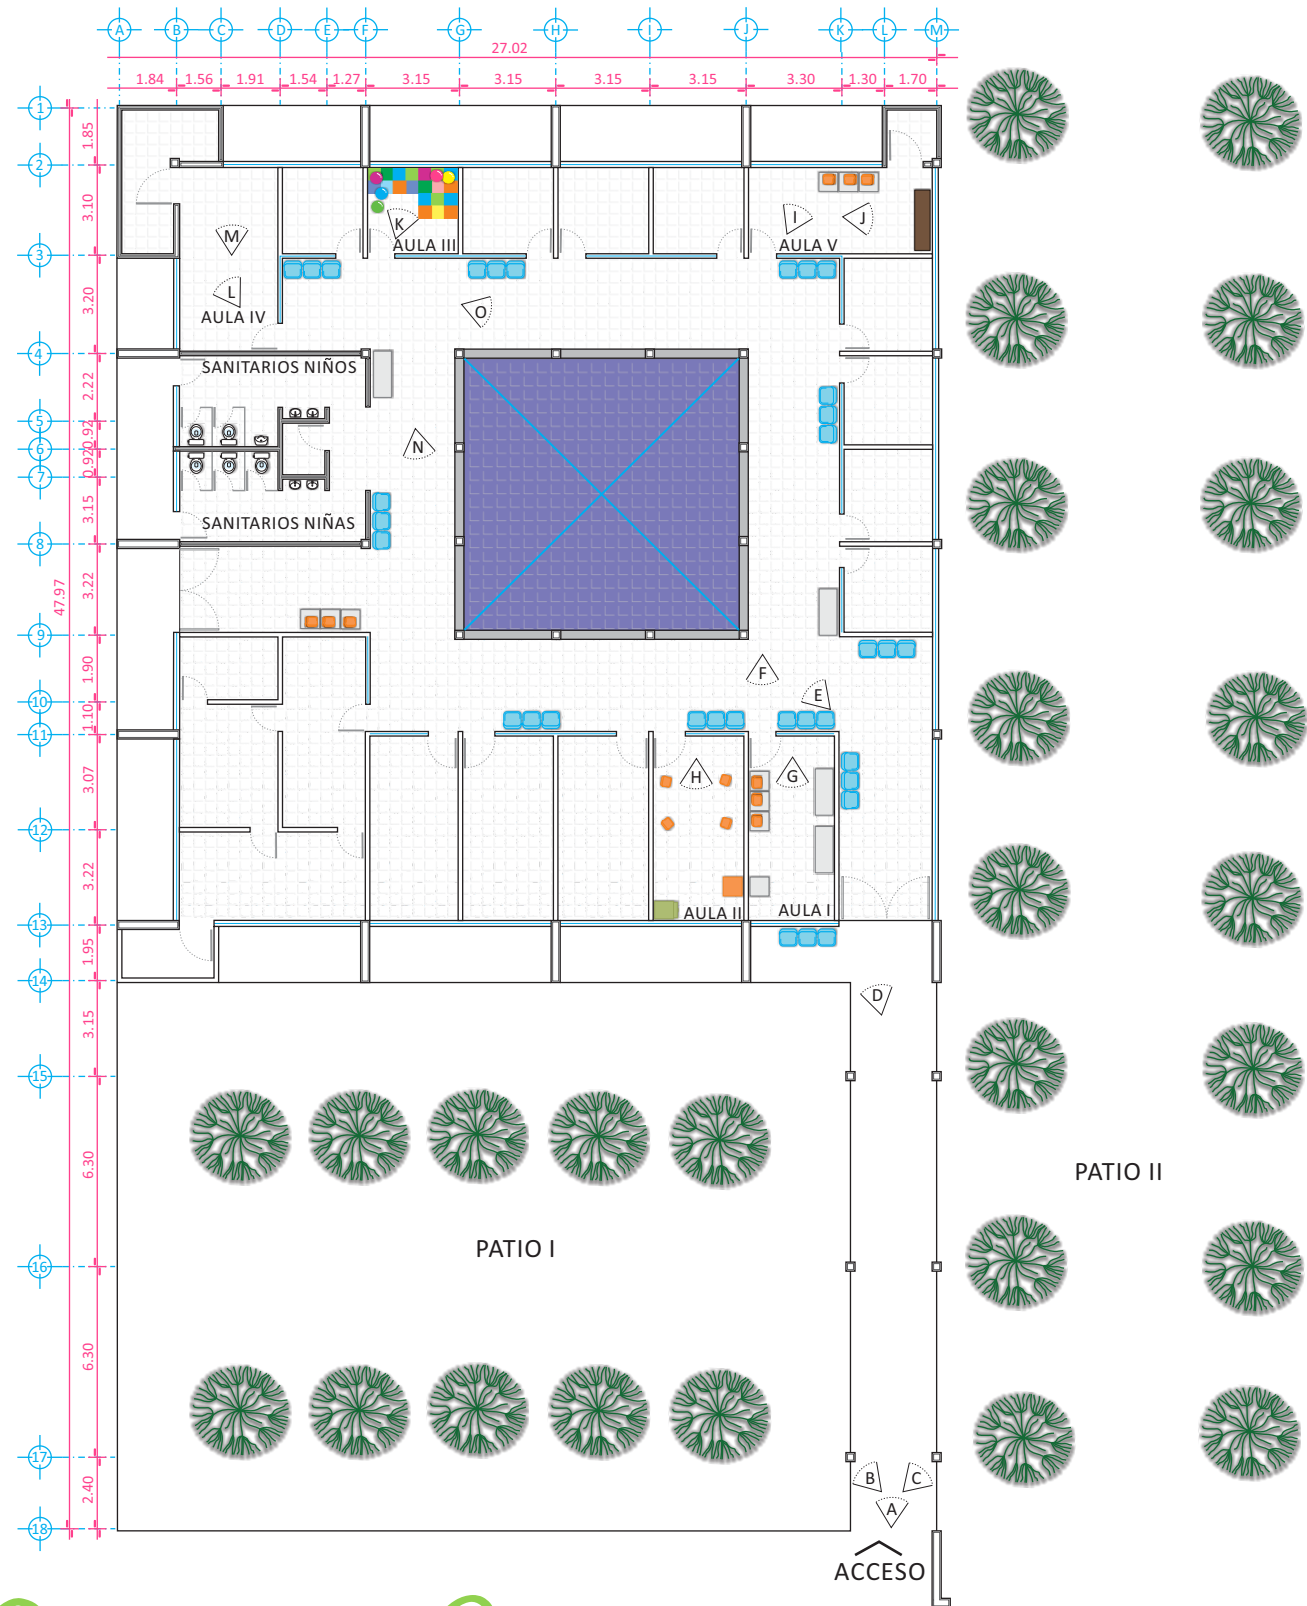 A B C D E F G H I J K L M
27.02
1.84 1.56 1.91 1.54 1.27 3.15 3.15 3.15 3.15 3.30 1.30 1.70
1
1.85
2
3.10
K
I J
M
AULA III
AULA V
3
3.20
L
AULA IV
O
4
SANITARIOS NIÑOS
2.22
5
0.92
6
N
0.92
7
3.15
SANITARIOS NIÑAS
8
47.97
3.22
9
1.90
F
E
10
1.10
11
3.07
H G
12
3.22
AULA II
AULA I
13
1.95
14
D
3.15
15
6.30
PATIO II
PATIO I
16
6.30
17
2.40
B C
A
18
ACCESO